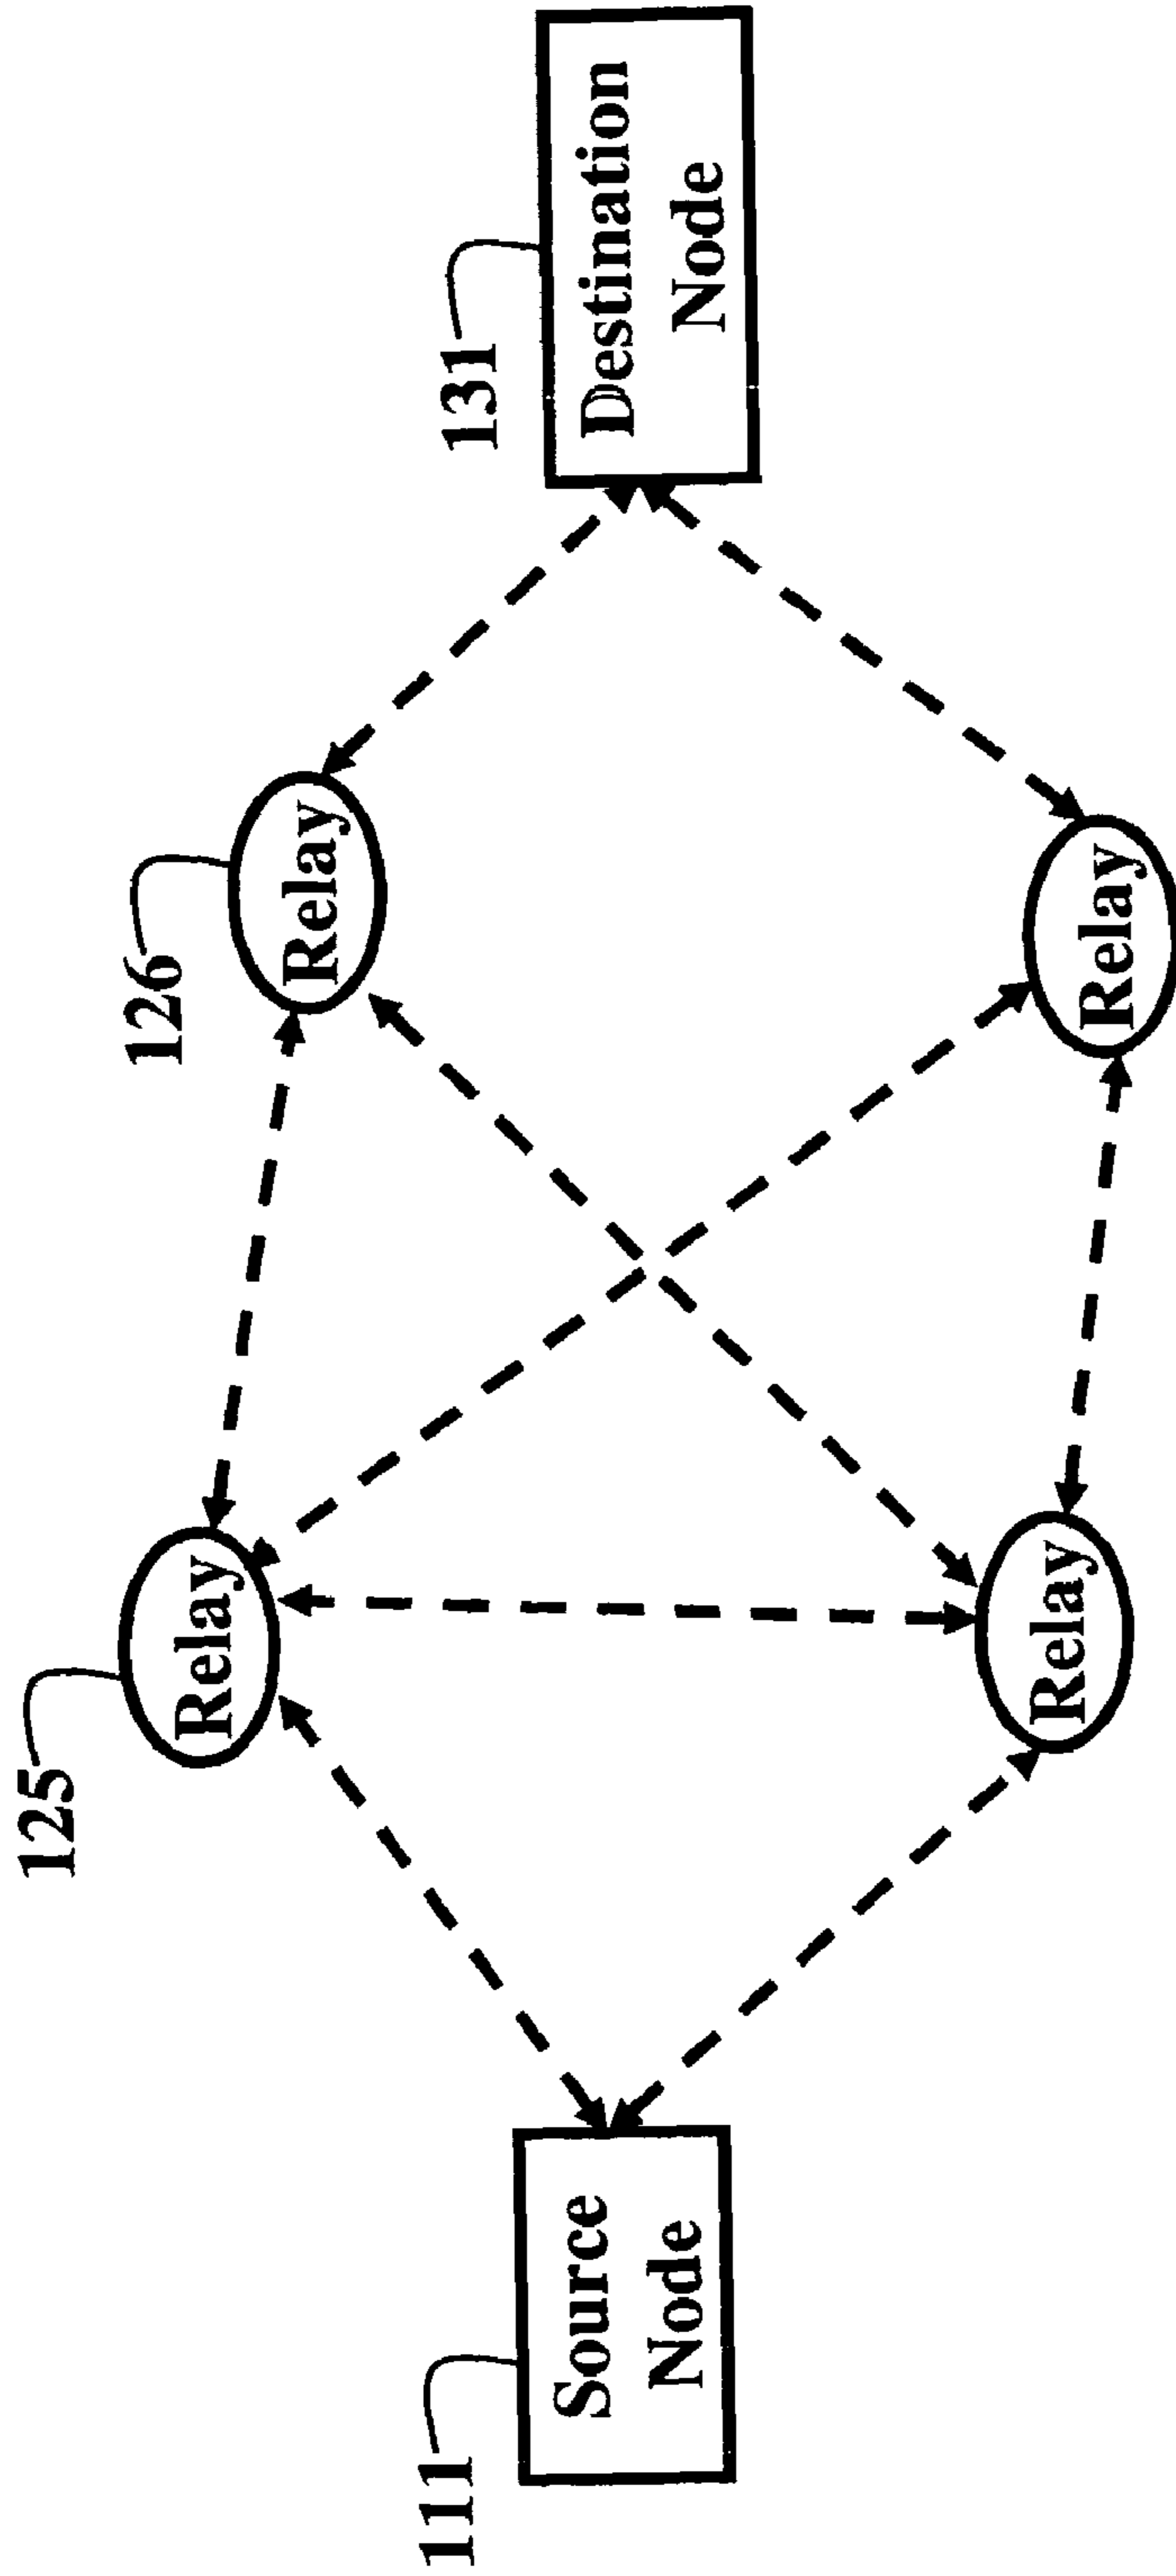 125
126
Relay
Relay
111
131
Source
Node
Destination
Node
Relay
Relay